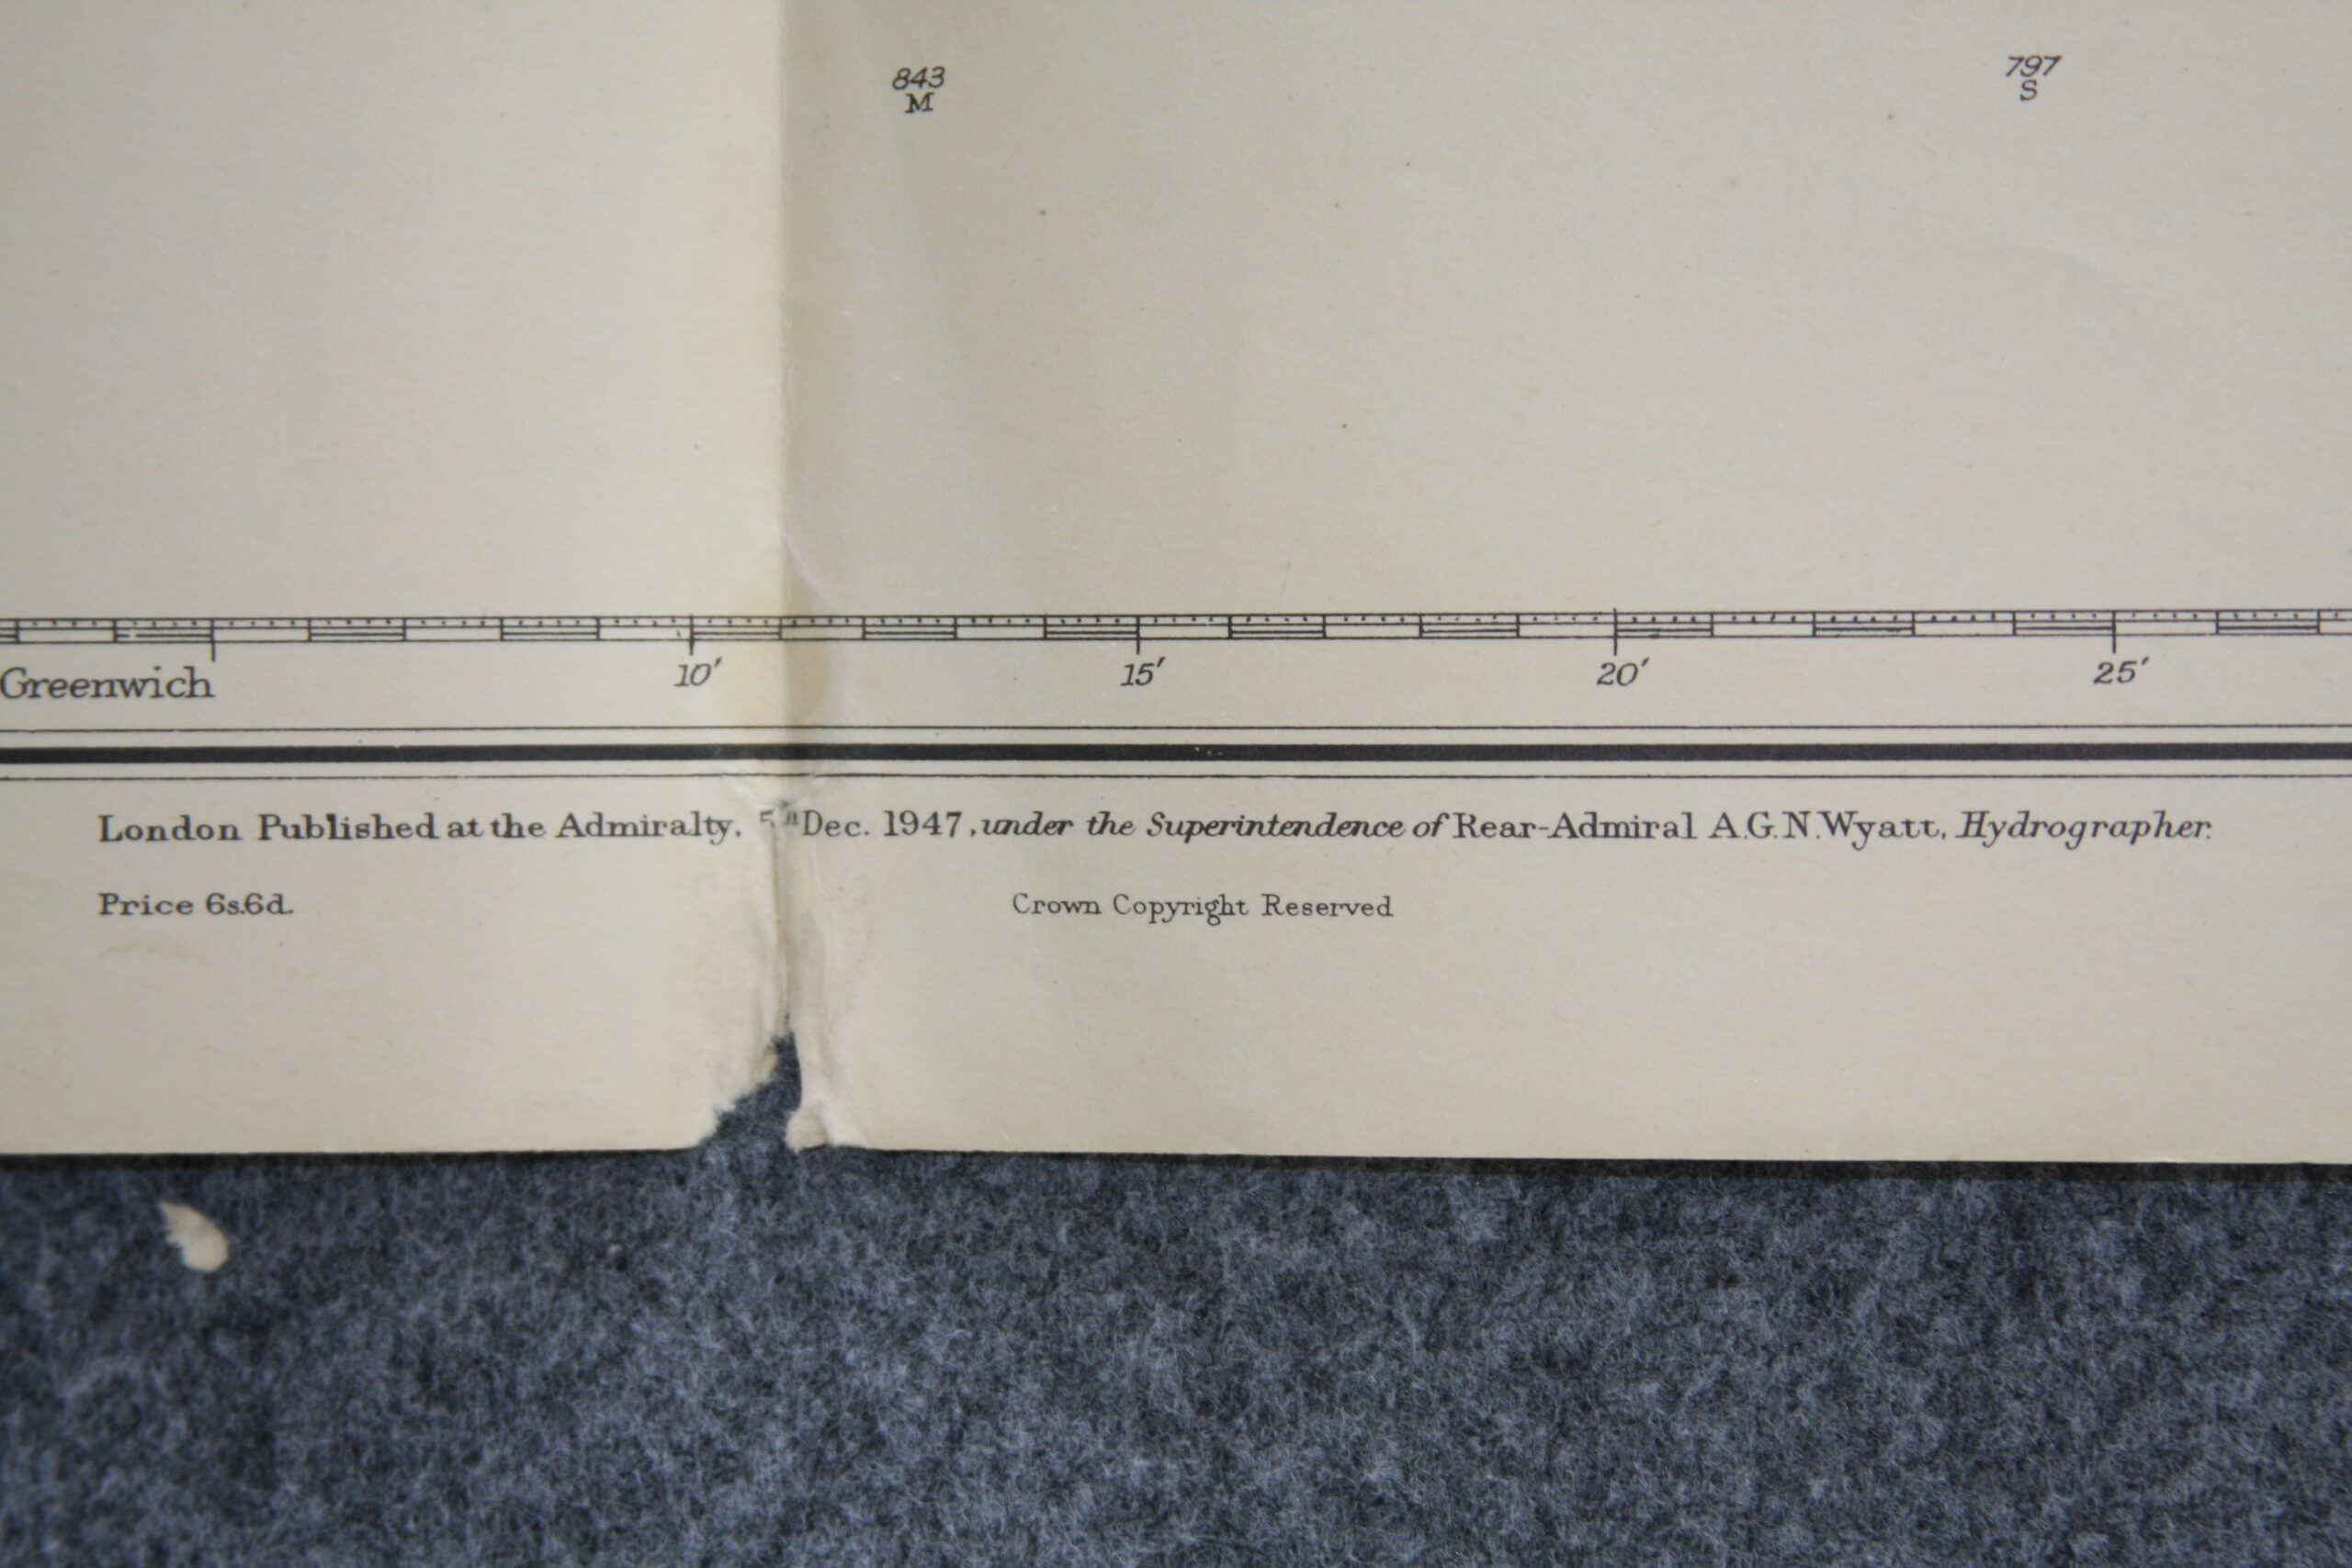 843
M
797
S
Greenwich
10′ 15′ 20′ 25′
London Published at the Admiralty, 5th Dec. 1947, under the Superintendence of Rear-Admiral A.G.N.Wyatt, Hydrographer.
Price 6s.6d.
Crown Copyright Reserved